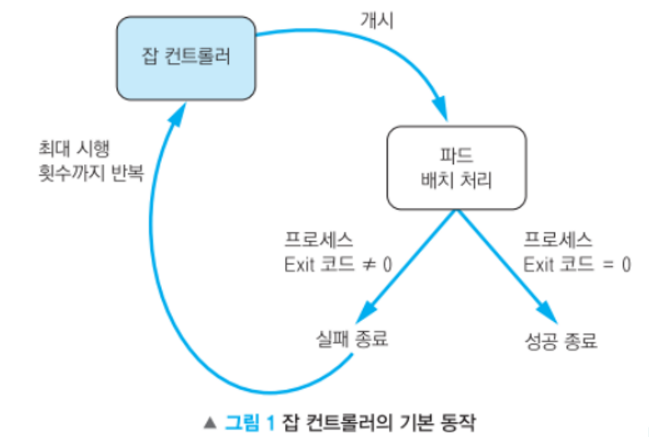 개시
잡 컨트롤러
최대 시행
횟수까지 반복
파드
배치 처리
프로세스
Exit 코드 ≠ 0
프로세스
Exit 코드 = 0
실패 종료
성공 종료
▲ 그림 1 잡 컨트롤러의 기본 동작